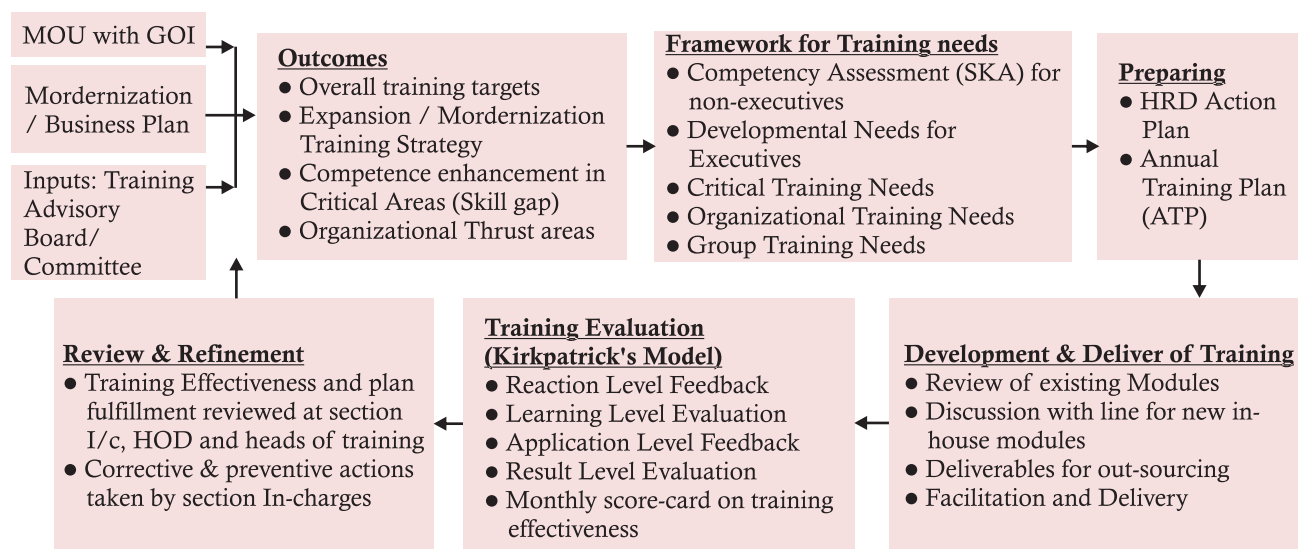 MOU with GOI
Mordernization
/ Business Plan
Inputs: Training
Advisory
Board/
Committee
Outcomes
● Overall training targets
● Expansion / Mordernization
Training Strategy
● Competence enhancement in
Critical Areas (Skill gap)
● Organizational Thrust areas
Framework for Training needs
● Competency Assessment (SKA) for
non-executives
● Developmental Needs for
Executives
● Critical Training Needs
● Organizational Training Needs
● Group Training Needs
Preparing
● HRD Action
Plan
● Annual
Training Plan
(ATP)
Development & Deliver of Training
● Review of existing Modules
● Discussion with line for new in-
house modules
● Deliverables for out-sourcing
● Facilitation and Delivery
Training Evaluation
(Kirkpatrick's Model)
● Reaction Level Feedback
● Learning Level Evaluation
● Application Level Feedback
● Result Level Evaluation
● Monthly score-card on training
effectiveness
Review & Refinement
● Training Effectiveness and plan
fulfillment reviewed at section
I/c, HOD and heads of training
● Corrective & preventive actions
taken by section In-charges